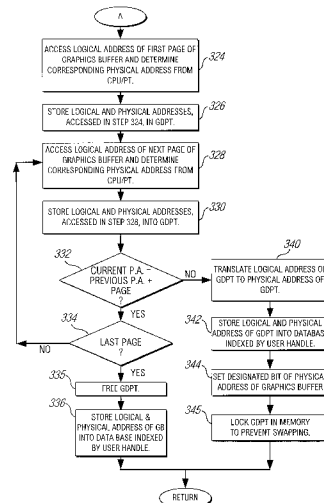 A
ACCESS LOGICAL ADDRESS OF FIRST PAGE OF
GRAPHICS BUFFER AND DETERMINE
CORRESPONDING PHYSICAL ADDRESS FROM
CPU/PT.
324
STORE LOGICAL AND PHYSICAL ADDRESSES,
ACCESSED IN STEP 324, IN GDPT.
326
ACCESS LOGICAL ADDRESS OF NEXT PAGE OF
GRAPHICS BUFFER AND DETERMINE
CORRESPONDING PHYSICAL ADDRESS FROM
CPU/PT.
328
STORE LOGICAL AND PHYSICAL ADDRESSES,
ACCESSED IN STEP 328, INTO GDPT.
330
332
CURRENT P.A. –
PREVIOUS P.A. +
PAGE
?
NO
YES
334
LAST PAGE
?
NO
YES
335
FREE GDPT.
336
STORE LOGICAL &
PHYSICAL ADDRESS OF GB
INTO DATA BASE INDEXED
BY USER HANDLE.
340
TRANSLATE LOGICAL ADDRESS OF
GDPT TO PHYSICAL ADDRESS OF
GDPT.
342
STORE LOGICAL AND PHYSICAL
ADDRESS OF GDPT INTO DATABASE
INDEXED BY USER HANDLE.
344
SET DESIGNATED BIT OF PHYSICAL
ADDRESS OF GRAPHICS BUFFER
345
LOCK GDPT IN MEMORY
TO PREVENT SWAPPING.
RETURN